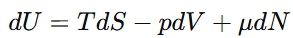 dU = TdS − pdV + μdN